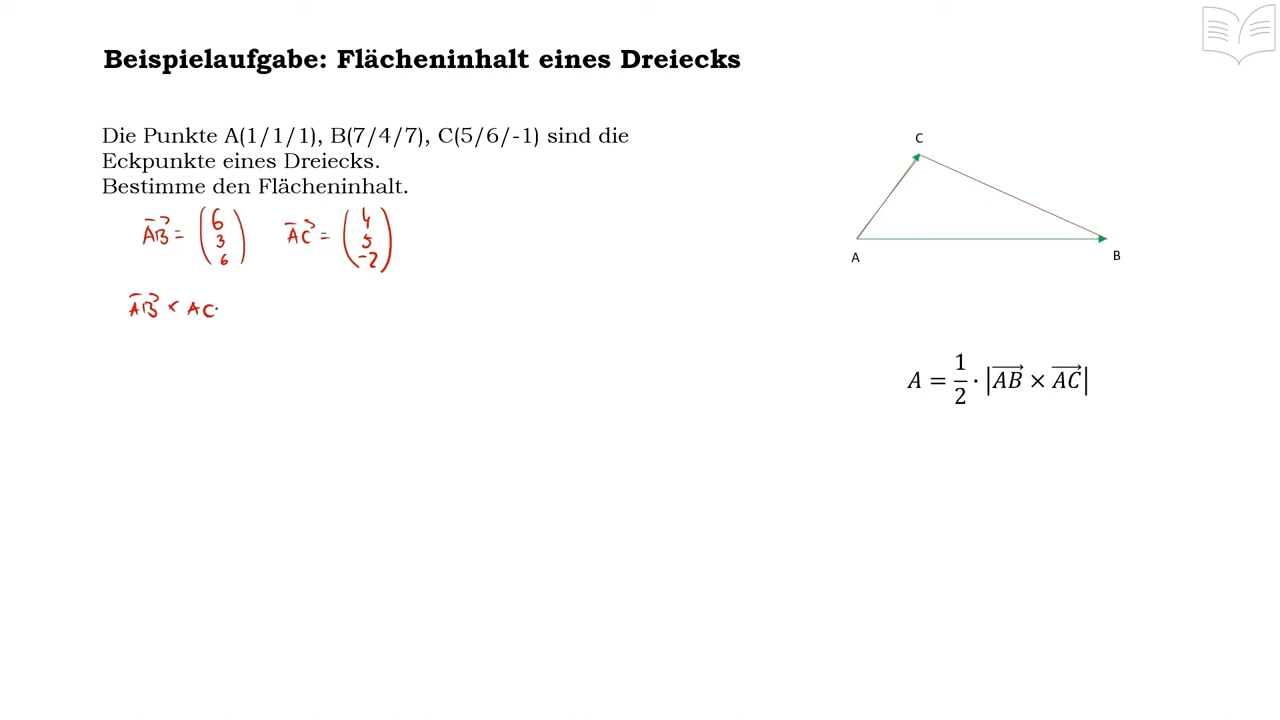 Beispielaufgabe: Flächeninhalt eines Dreiecks
Die Punkte A(1/1/1), B(7/4/7), C(5/6/-1) sind die
Eckpunkte eines Dreiecks.
Bestimme den Flächeninhalt.
AB⃗ = (6 3 6) AC⃗ = (4 5 -2)
AB⃗ × AC
C
A
B
A = 1/2 · |AB⃗ × AC⃗|